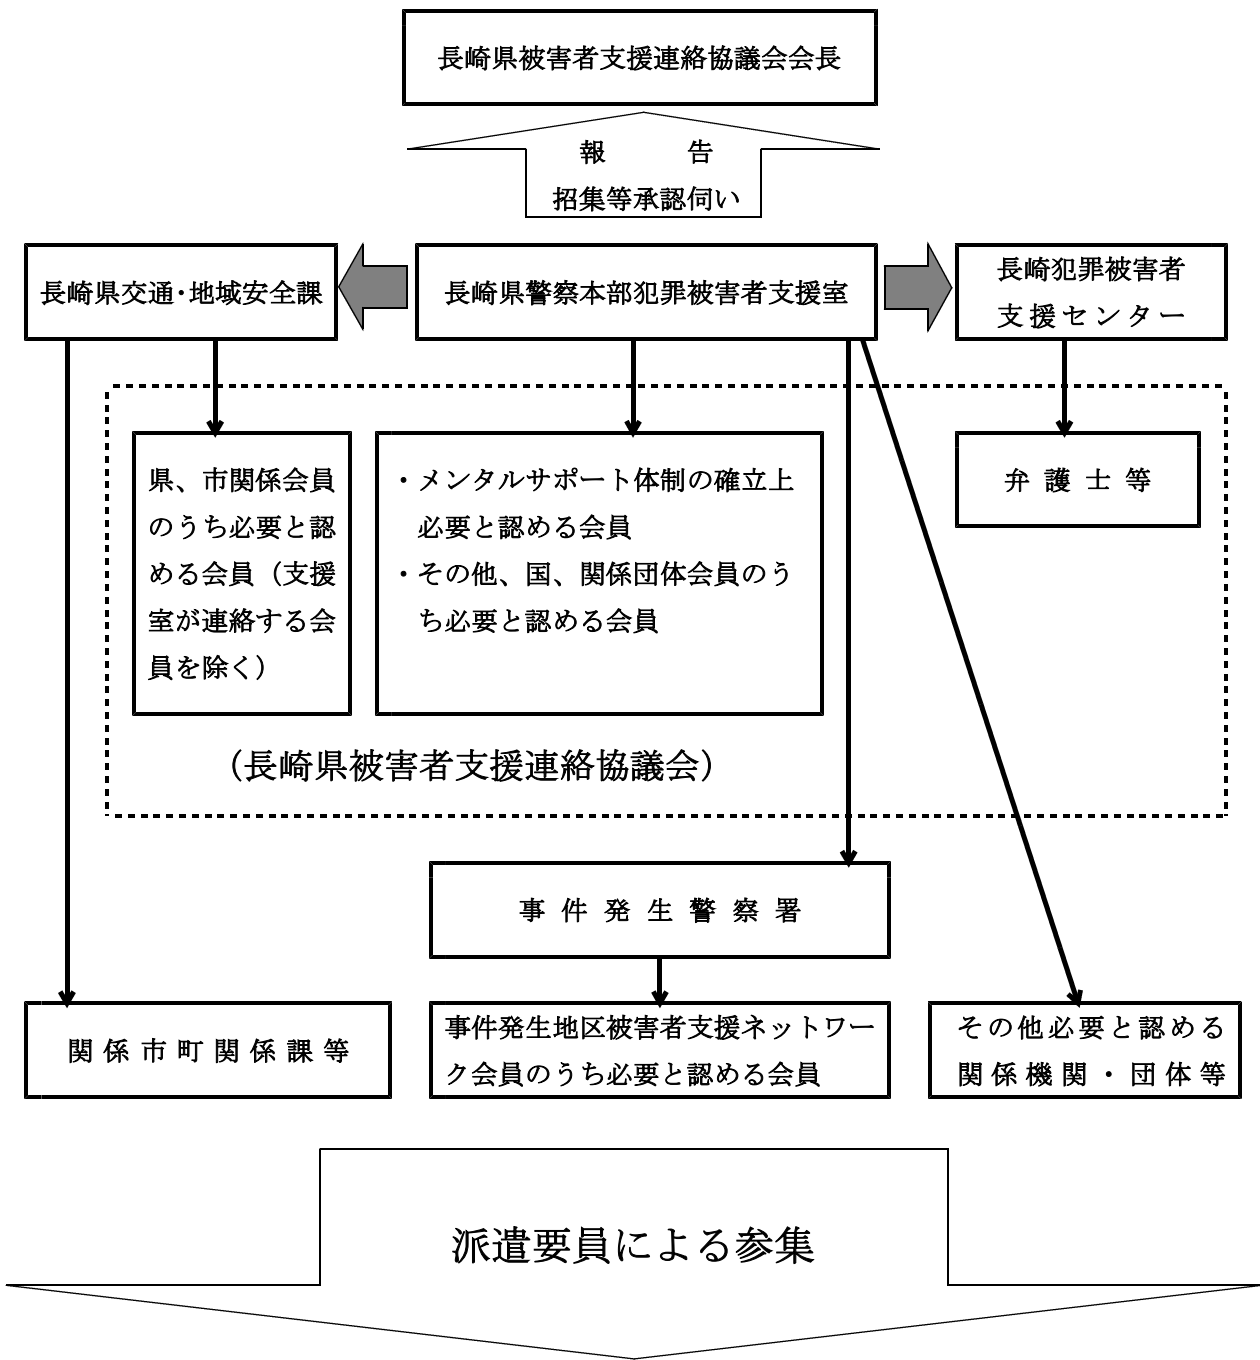 長崎県被害者支援連絡協議会会長
報　　　告
招集等承認伺い
長崎県交通・地域安全課
長崎県警察本部犯罪被害者支援室
長崎犯罪被害者
支援センター
県、市関係会員
のうち必要と認
める会員（支援
室が連絡する会
員を除く）
・メンタルサポート体制の確立上
必要と認める会員
・その他、国、関係団体会員のう
ち必要と認める会員
弁護士等
（長崎県被害者支援連絡協議会）
事件発生警察署
関係市町関係課等
事件発生地区被害者支援ネットワー
ク会員のうち必要と認める会員
その他必要と認める
関係機関・団体等
派遣要員による参集